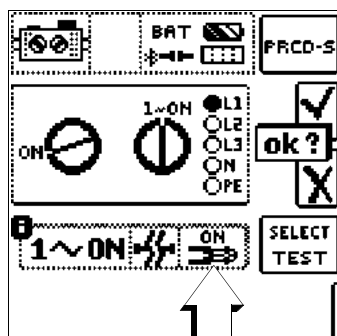 BAT
PRCD-S
1~ON
L1
L2
L3
N
PE
ON
ok?
1~ON
ON
SELECT
TEST